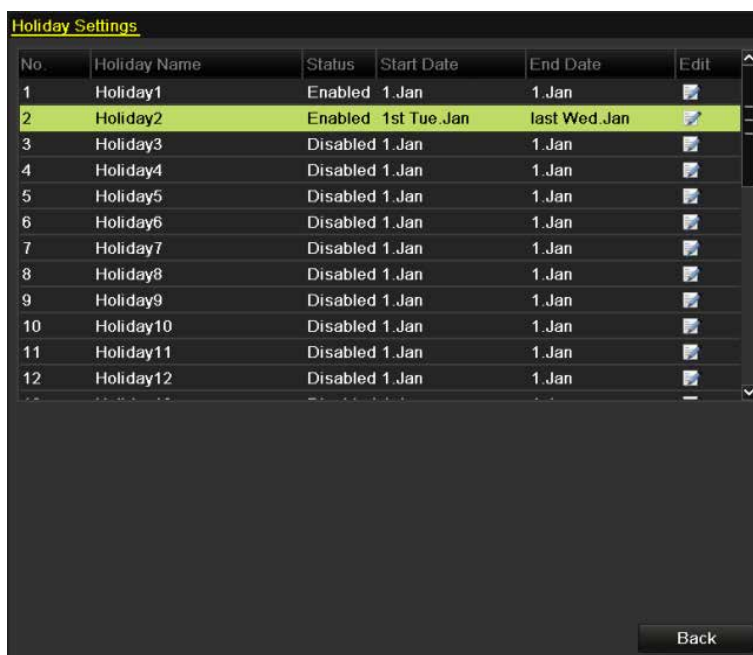 Holiday Settings
No. Holiday Name Status Start Date End Date Edit
1 Holiday1 Enabled 1.Jan 1.Jan
2 Holiday2 Enabled 1st Tue.Jan last Wed.Jan
3 Holiday3 Disabled 1.Jan 1.Jan
4 Holiday4 Disabled 1.Jan 1.Jan
5 Holiday5 Disabled 1.Jan 1.Jan
6 Holiday6 Disabled 1.Jan 1.Jan
7 Holiday7 Disabled 1.Jan 1.Jan
8 Holiday8 Disabled 1.Jan 1.Jan
9 Holiday9 Disabled 1.Jan 1.Jan
10 Holiday10 Disabled 1.Jan 1.Jan
11 Holiday11 Disabled 1.Jan 1.Jan
12 Holiday12 Disabled 1.Jan 1.Jan
Back